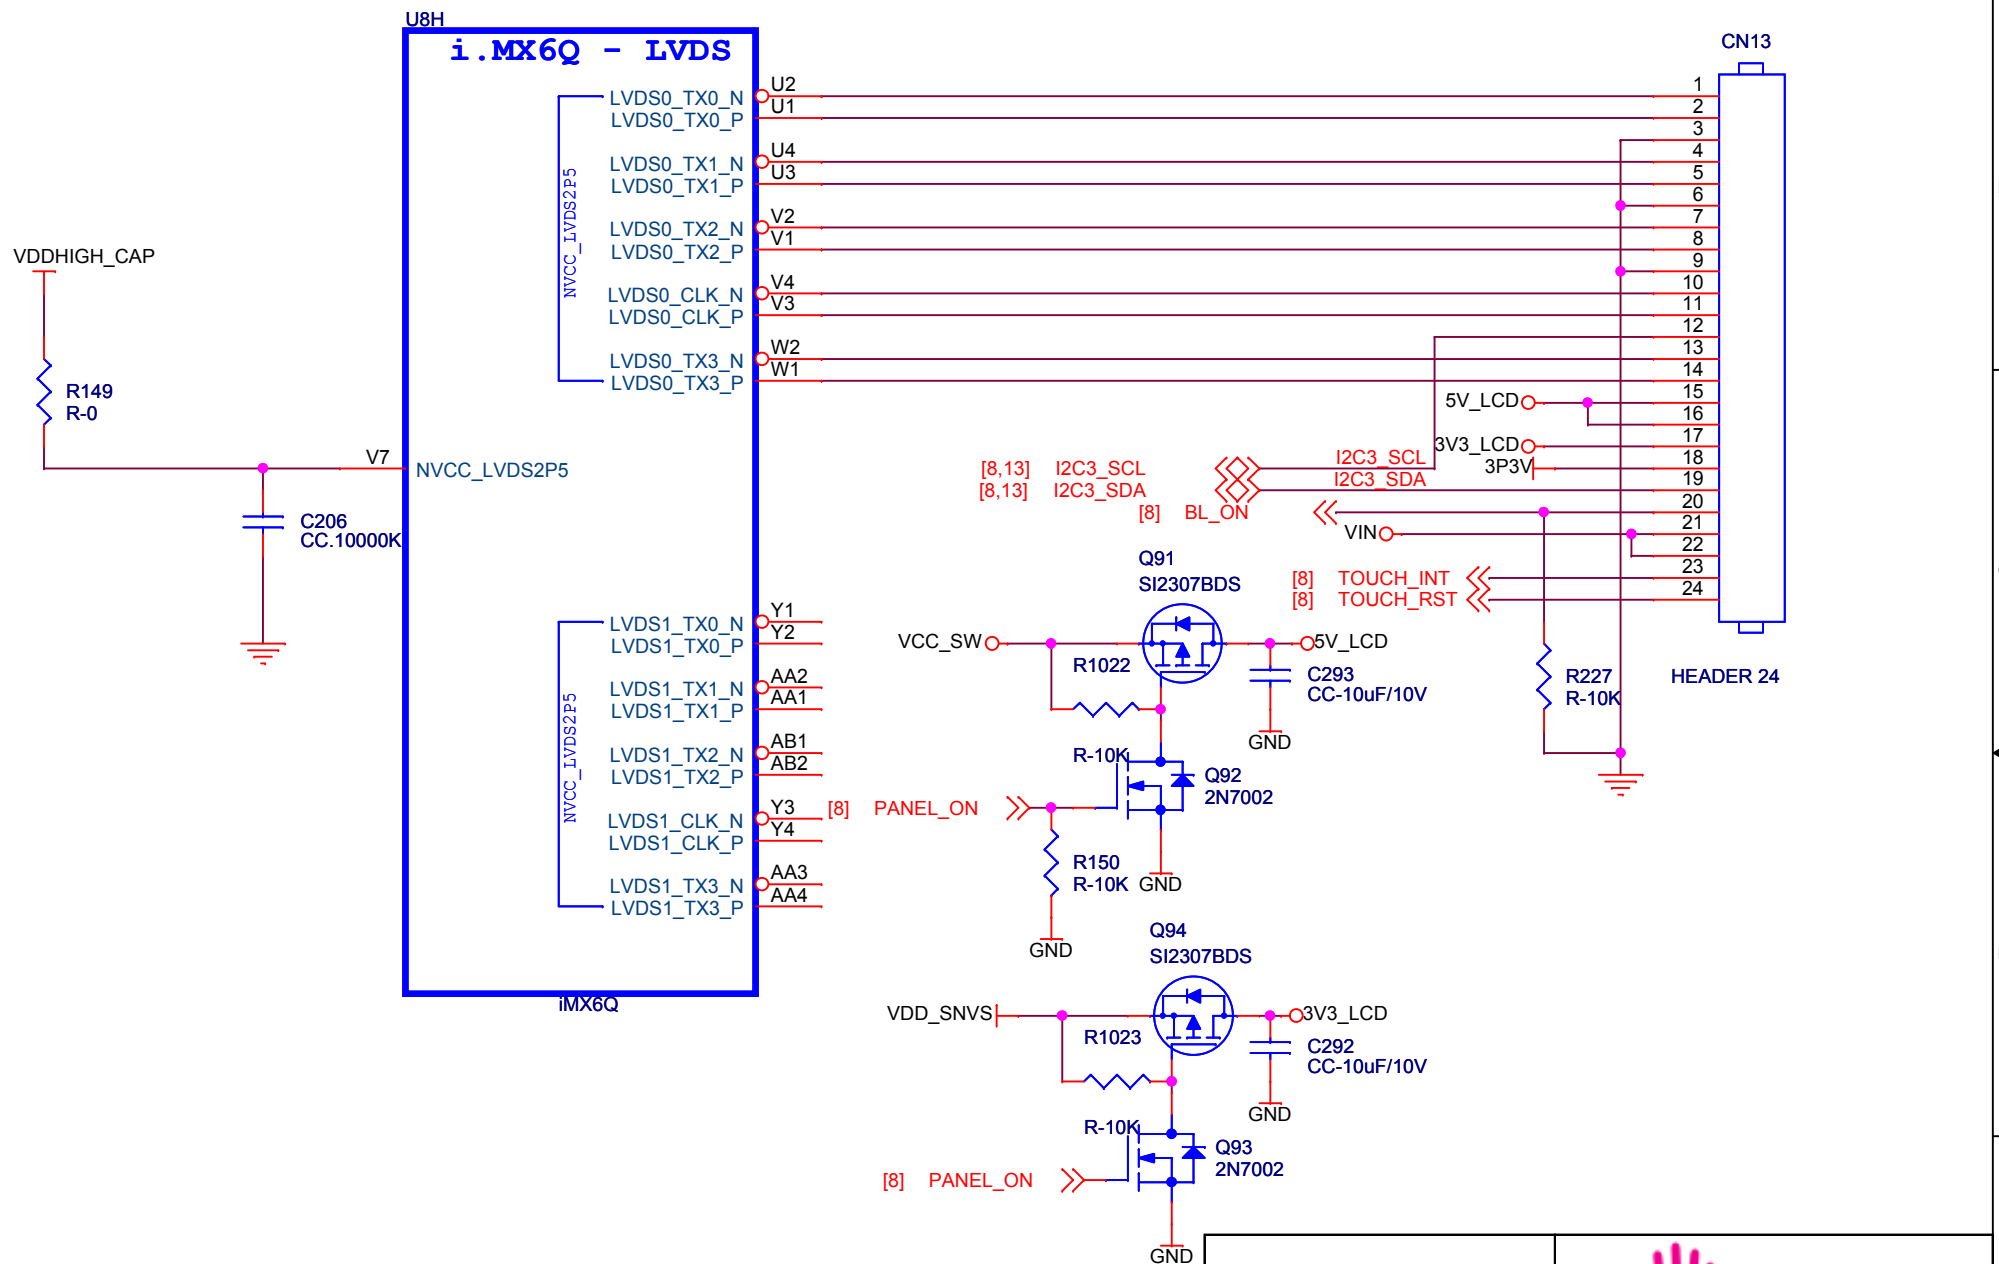 U8H
i.MX6Q - LVDS
LVDS0_TX0_N
U2
LVDS0_TX0_P
U1
LVDS0_TX1_N
U4
LVDS0_TX1_P
U3
LVDS0_TX2_N
V2
LVDS0_TX2_P
V1
LVDS0_CLK_N
V4
LVDS0_CLK_P
V3
LVDS0_TX3_N
W2
LVDS0_TX3_P
W1
NVCC_LVDS2P5
VDDHIGH_CAP
R149
R-0
V7
NVCC_LVDS2P5
C206
CC.10000K
LVDS1_TX0_N
Y1
LVDS1_TX0_P
Y2
LVDS1_TX1_N
AA2
LVDS1_TX1_P
AA1
LVDS1_TX2_N
AB1
LVDS1_TX2_P
AB2
LVDS1_CLK_N
Y3
LVDS1_CLK_P
Y4
LVDS1_TX3_N
AA3
LVDS1_TX3_P
AA4
NVCC_LVDS2P5
iMX6Q
CN13
1
2
3
4
5
6
7
8
9
10
11
12
13
14
15
16
17
18
19
20
21
22
23
24
HEADER 24
5V_LCD
3V3_LCD
3P3V
[8,13] I2C3_SCL
I2C3_SCL
[8,13] I2C3_SDA
I2C3_SDA
[8] BL_ON
VIN
[8] TOUCH_INT
[8] TOUCH_RST
R227
R-10K
Q91
SI2307BDS
VCC_SW
5V_LCD
R1022
C293
CC-10uF/10V
GND
R-10K
Q92
2N7002
[8] PANEL_ON
R150
R-10K
GND
GND
Q94
SI2307BDS
VDD_SNVS
3V3_LCD
R1023
C292
CC-10uF/10V
GND
R-10K
Q93
2N7002
[8] PANEL_ON
GND